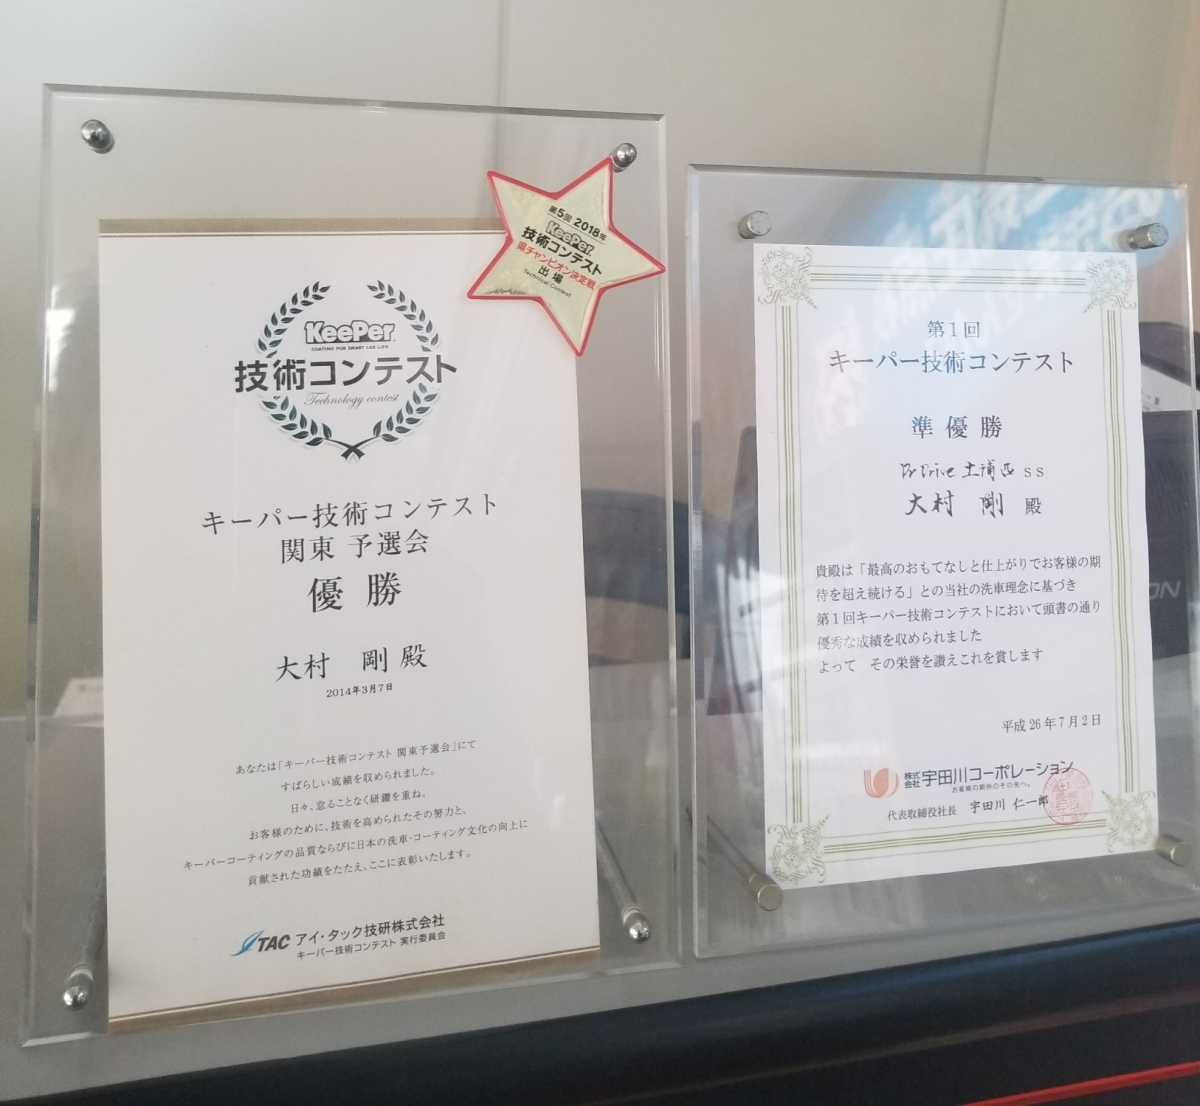 KeePer
COATING FOR SMART CAR LIFE
技術コンテスト
Technology contest
キーパー技術コンテスト
関東 予選会
優勝
大村 剛 殿
2014年3月7日
あなたは「キーパー技術コンテスト 関東予選会」にて
すばらしい成績を収められました。
日々、怠ることなく研鑽を重ね、
お客様のために、技術を高められたその努力と、
キーパーコーティングの品質ならびに日本の洗車・コーティング文化の向上に
貢献された功績をたたえ、ここに表彰いたします。
TAC アイ・タック技研株式会社
キーパー技術コンテスト 実行委員会
第5回 2018年
KeePer
技術コンテスト
県チャンピオン決定戦
出場
Technical Contest
第1回
キーパー技術コンテスト
準優勝
Dr Drive 土浦西 SS
大村 剛 殿
貴殿は「最高のおもてなしと仕上がりでお客様の期
待を超え続ける」との当社の洗車理念に基づき
第1回キーパー技術コンテストにおいて頭書の通り
優秀な成績を収められました
よって その栄誉を讃えこれを賞します
平成26年7月2日
株式会社 宇田川コーポレーション
お客様の期待のその先へ。
代表取締役社長 宇田川 仁一郎
ON